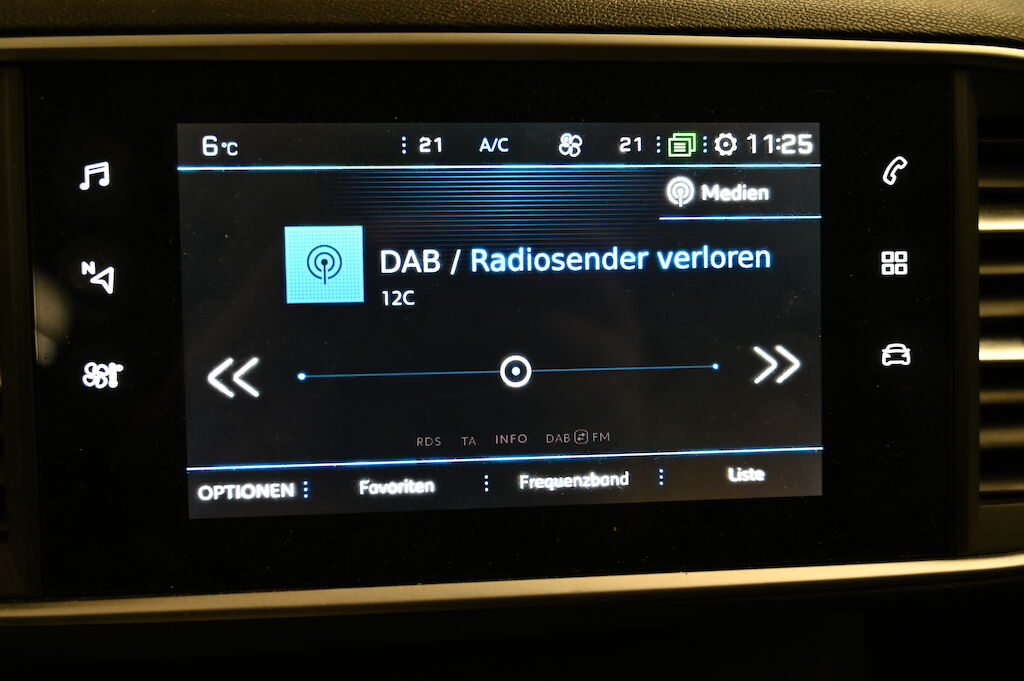 6°C 21 A/C 21 11:25
Medien
DAB / Radiosender verloren
12C
N
RDS TA INFO DAB FM
OPTIONEN Favoriten Frequenzband Liste